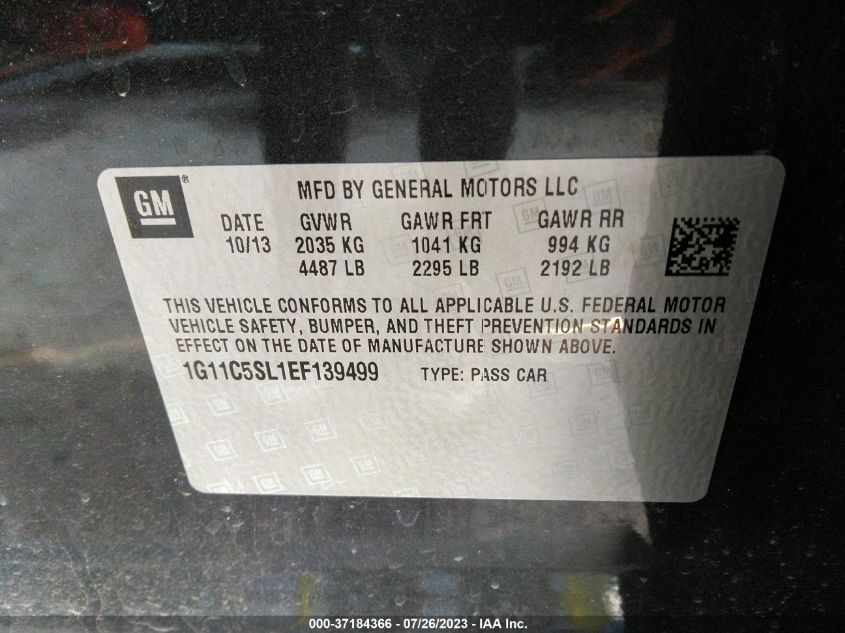 GM®
MFD BY GENERAL MOTORS LLC
DATE GVWR GAWR FRT GAWR RR
10/13 2035 KG 1041 KG 994 KG
4487 LB 2295 LB 2192 LB
THIS VEHICLE CONFORMS TO ALL APPLICABLE U.S. FEDERAL MOTOR
VEHICLE SAFETY, BUMPER, AND THEFT PREVENTION STANDARDS IN
EFFECT ON THE DATE OF MANUFACTURE SHOWN ABOVE.
1G11C5SL1EF139499 TYPE: PASS CAR
000-37184366 - 07/26/2023 - © IAA Inc.